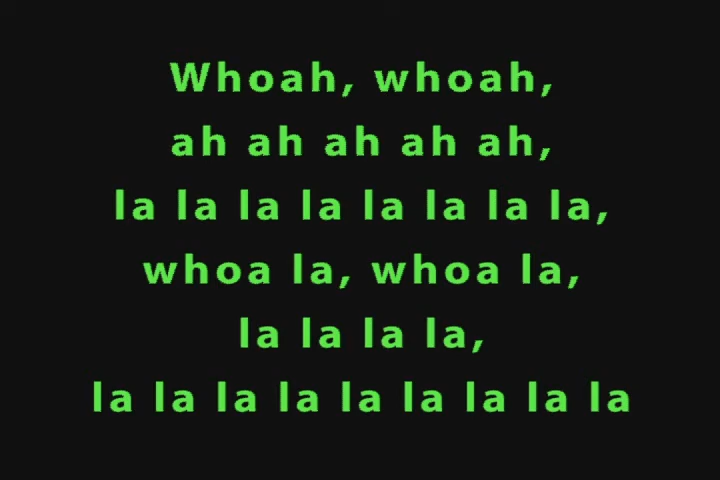 Whoah, whoah,
ah ah ah ah ah,
la la la la la la la la,
whoa la, whoa la,
la la la la,
la la la la la la la la la